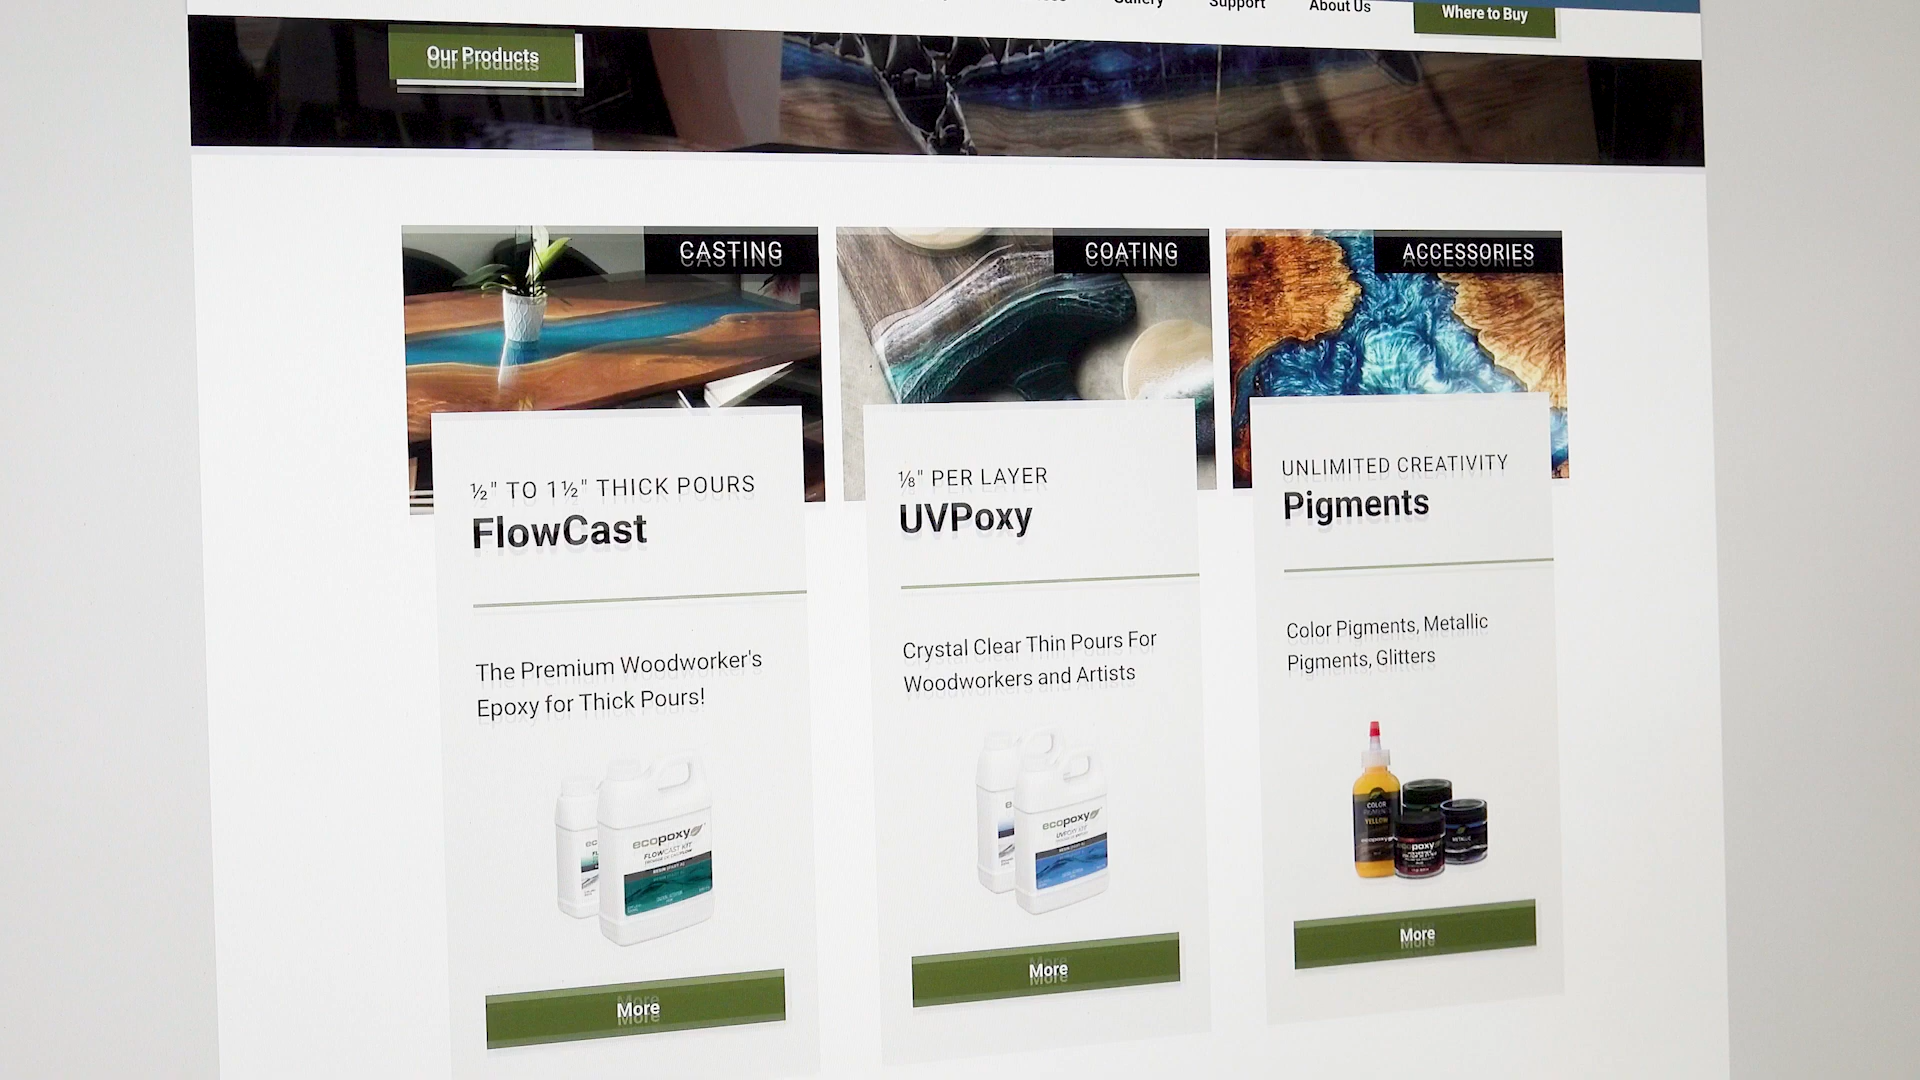 Gallery
Support
About Us
Where to Buy
Our Products
CASTING
½" TO 1½" THICK POURS
FlowCast
The Premium Woodworker's
Epoxy for Thick Pours!
ecopoxy
FLOWCAST KIT
More
COATING
⅛" PER LAYER
UVPoxy
Crystal Clear Thin Pours For
Woodworkers and Artists
ecopoxy
UVPOXY KIT
More
ACCESSORIES
UNLIMITED CREATIVITY
Pigments
Color Pigments, Metallic
Pigments, Glitters
COLOR
PIGMENT
YELLOW
ecopoxy
METALLIC
More